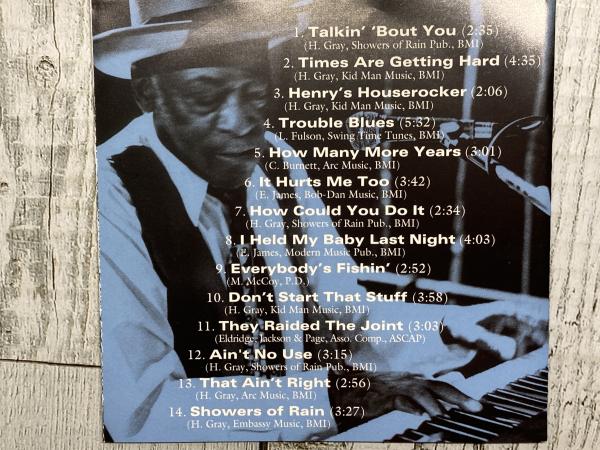 1. Talkin' 'Bout You (2:35)
(H. Gray, Showers of Rain Pub., BMI)
2. Times Are Getting Hard (4:35)
(H. Gray, Kid Man Music, BMI)
3. Henry's Houserocker (2:06)
(H. Gray, Kid Man Music, BMI)
4. Trouble Blues (5:32)
(L. Fulson, Swing Time Tunes, BMI)
5. How Many More Years (3:01)
(C. Burnett, Arc Music, BMI)
6. It Hurts Me Too (3:42)
(E. James, Bob-Dan Music, BMI)
7. How Could You Do It (2:34)
(H. Gray, Showers of Rain Pub., BMI)
8. I Held My Baby Last Night (4:03)
(E. James, Modern Music Pub., BMI)
9. Everybody's Fishin' (2:52)
(M. McCoy, P.D.)
10. Don't Start That Stuff (3:58)
(H. Gray, Kid Man Music, BMI)
11. They Raided The Joint (3:03)
(Eldridge, Jackson & Page, Asso. Comp., ASCAP)
12. Ain't No Use (3:15)
(H. Gray, Showers of Rain Pub., BMI)
13. That Ain't Right (2:56)
(H. Gray, Arc Music, BMI)
14. Showers of Rain (3:27)
(H. Gray, Embassy Music, BMI)